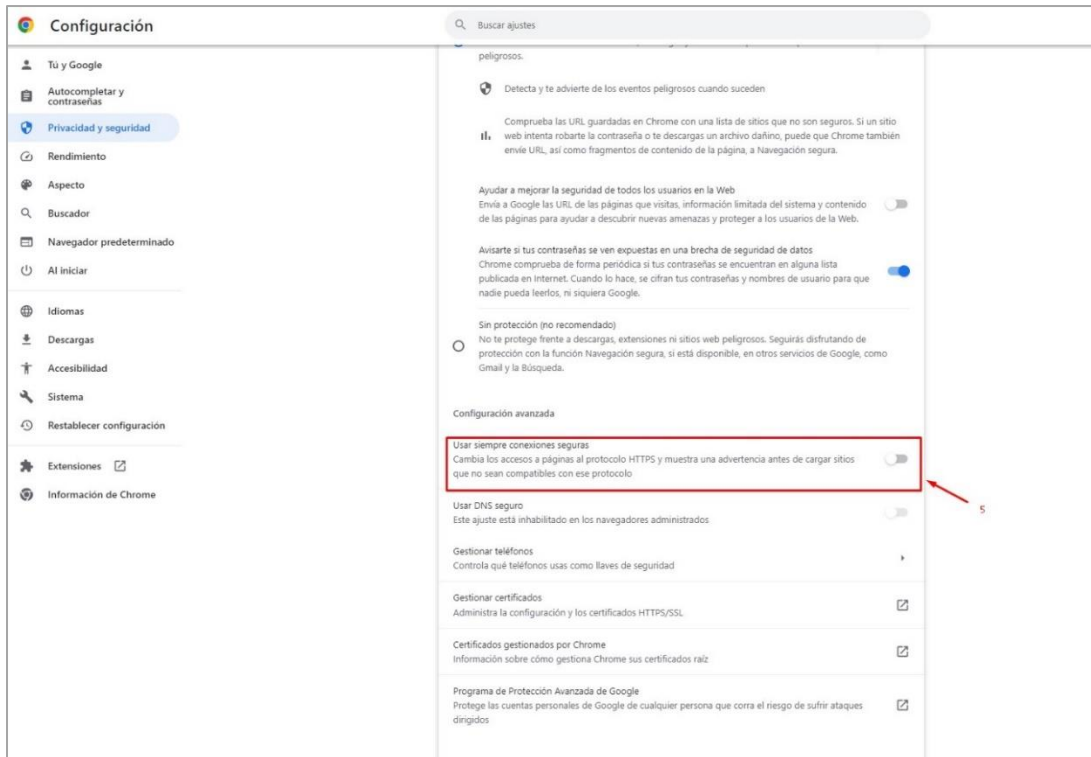 Configuración
Buscar ajustes
Tú y Google
Autocompletar y
contraseñas
Privacidad y seguridad
Rendimiento
Aspecto
Buscador
Navegador predeterminado
Al iniciar
Idiomas
Descargas
Accesibilidad
Sistema
Restablecer configuración
Extensiones
Información de Chrome
peligrosos.
Detecta y te advierte de los eventos peligrosos cuando suceden
Comprueba las URL guardadas en Chrome con una lista de sitios que no son seguros. Si un sitio
web intenta robarte la contraseña o te descargas un archivo dañino, puede que Chrome también
envíe URL, así como fragmentos de contenido de la página, a Navegación segura.
Ayudar a mejorar la seguridad de todos los usuarios en la Web
Envía a Google las URL de las páginas que visitas, información limitada del sistema y contenido
de las páginas para ayudar a descubrir nuevas amenazas y proteger a los usuarios de la Web.
Avisarte si tus contraseñas se ven expuestas en una brecha de seguridad de datos
Chrome comprueba de forma periódica si tus contraseñas se encuentran en alguna lista
publicada en Internet. Cuando lo hace, se cifran tus contraseñas y nombres de usuario para que
nadie pueda leerlos, ni siquiera Google.
Sin protección (no recomendado)
No te protege frente a descargas, extensiones ni sitios web peligrosos. Seguirás disfrutando de
protección con la función Navegación segura, si está disponible, en otros servicios de Google, como
Gmail y la Búsqueda.
Configuración avanzada
Usar siempre conexiones seguras
Cambia los accesos a páginas al protocolo HTTPS y muestra una advertencia antes de cargar sitios
que no sean compatibles con ese protocolo
5
Usar DNS seguro
Este ajuste está inhabilitado en los navegadores administrados
Gestionar teléfonos
Controla qué teléfonos usas como llaves de seguridad
Gestionar certificados
Administra la configuración y los certificados HTTPS/SSL
Certificados gestionados por Chrome
Información sobre cómo gestiona Chrome sus certificados raíz
Programa de Protección Avanzada de Google
Protege las cuentas personales de Google de cualquier persona que corra el riesgo de sufrir ataques
dirigidos